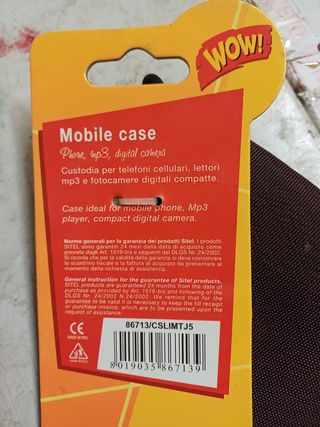 WOW!
Mobile case
Phone, mp3, digital camera
Custodia per telefoni cellulari, lettori
mp3 e fotocamere digitali compatte.
Case ideal for mobile phone, Mp3
player, compact digital camera.
Norme generali per la garanzia dei prodotti Sitel. I prodotti
SITEL sono garantiti 24 mesi dalla data di acquisto come
previsto dagli Art. 1519-bis e seguenti del DLGS N. 24/2002.
Si ricorda che per la validità della garanzia si deve conservare
lo scontrino fiscale o la fattura di acquisto da presentare al
momento della richiesta di assistenza.
General instruction for the guarantee of Sitel products.
SITEL products are guaranteed 24 months from the date of
purchase as provided by Art. 1519-bis and following of the
DLGS Nr. 24/2002 N.24/2002. We remind that for the
guarantee to be valid it is necessary to keep the till receipt
or purchase invoice, which are to be presented upon the
request of assistance.
86713/CSLIMTJ5
CE
MADE IN PRC
8 019035 867139